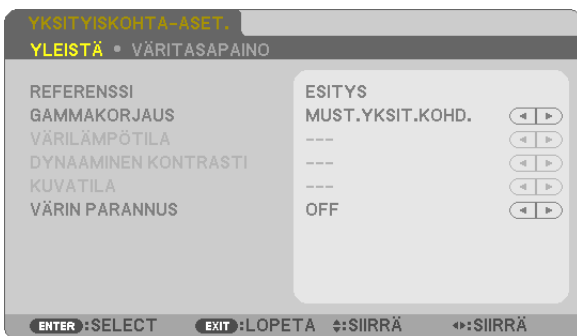 YKSITYISKOHTA-ASET.
YLEISTÄ • VÄRITASAPAINO
REFERENSSI ESITYS
GAMMAKORJAUS MUST.YKSIT.KOHD.
VÄRILÄMPÖTILA ---
DYNAAMINEN KONTRASTI ---
KUVATILA ---
VÄRIN PARANNUS OFF
ENTER :SELECT EXIT :LOPETA :SIIRRÄ :SIIRRÄ